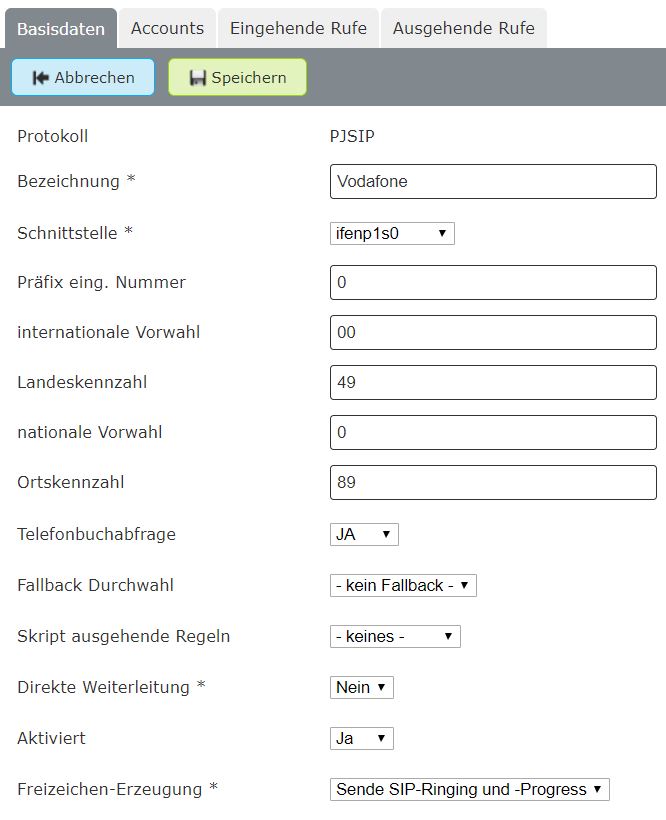 Basisdaten Accounts Eingehende Rufe Ausgehende Rufe
Abbrechen Speichern
Protokoll PJSIP
Bezeichnung * Vodafone
Schnittstelle * ifenp1s0
Präfix eing. Nummer 0
internationale Vorwahl 00
Landeskennzahl 49
nationale Vorwahl 0
Ortskennzahl 89
Telefonbuchabfrage JA
Fallback Durchwahl - kein Fallback -
Skript ausgehende Regeln - keines -
Direkte Weiterleitung * Nein
Aktiviert Ja
Freizeichen-Erzeugung * Sende SIP-Ringing und -Progress